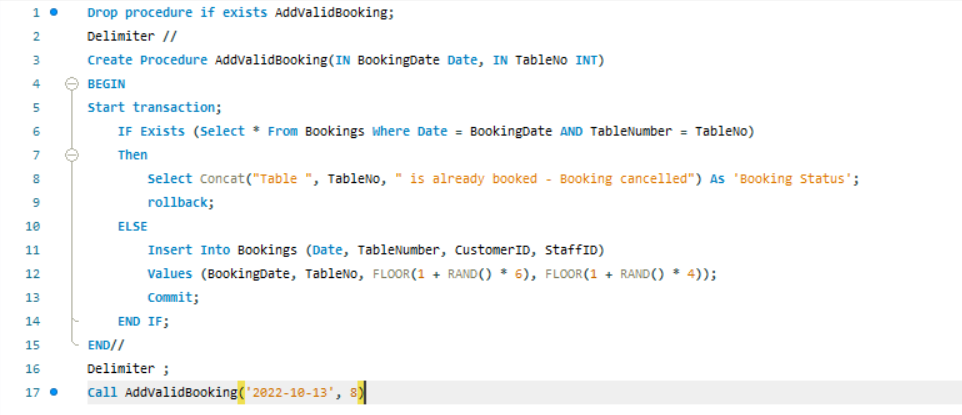 1 Drop procedure if exists AddValidBooking;
2 Delimiter //
3 Create Procedure AddValidBooking(IN BookingDate Date, IN TableNo INT)
4 BEGIN
5 Start transaction;
6 IF Exists (Select * From Bookings Where Date = BookingDate AND TableNumber = TableNo)
7 Then
8 Select Concat("Table ", TableNo, " is already booked - Booking cancelled") As 'Booking Status';
9 rollback;
10 ELSE
11 Insert Into Bookings (Date, TableNumber, CustomerID, StaffID)
12 Values (BookingDate, TableNo, FLOOR(1 + RAND() * 6), FLOOR(1 + RAND() * 4));
13 Commit;
14 END IF;
15 END//
16 Delimiter ;
17 Call AddValidBooking('2022-10-13', 8)